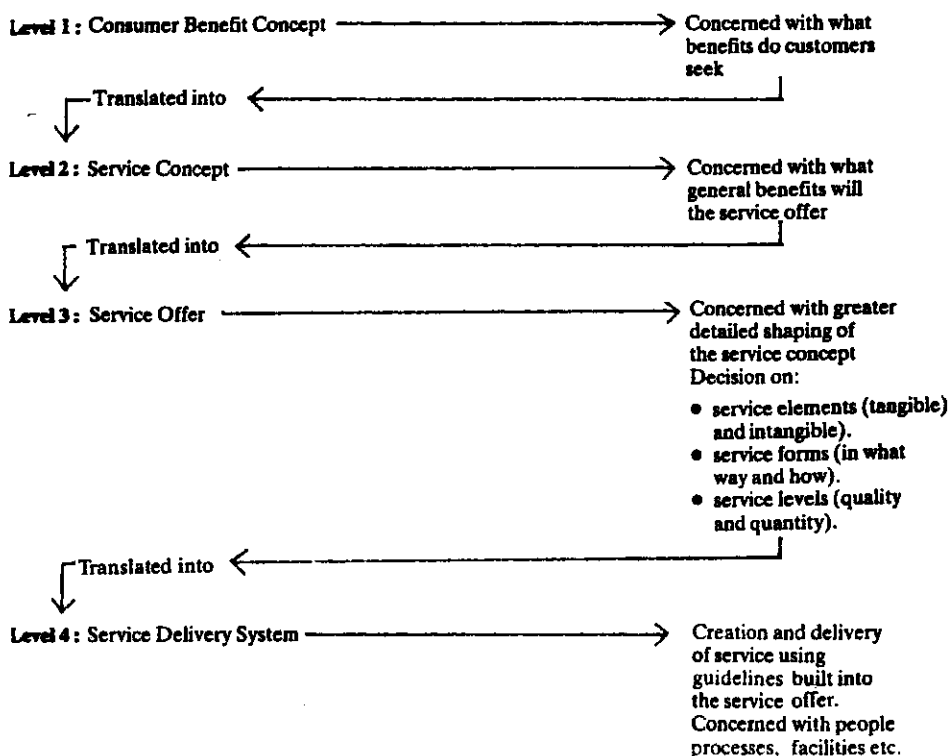 Level 1: Consumer Benefit Concept
Concerned with what
benefits do customers
seek
Translated into
Level 2: Service Concept
Concerned with what
general benefits will
the service offer
Translated into
Level 3: Service Offer
Concerned with greater
detailed shaping of
the service concept
Decision on:
• service elements (tangible)
and intangible).
• service forms (in what
way and how).
• service levels (quality
and quantity).
Translated into
Level 4: Service Delivery System
Creation and delivery
of service using
guidelines built into
the service offer.
Concerned with people
processes, facilities etc.